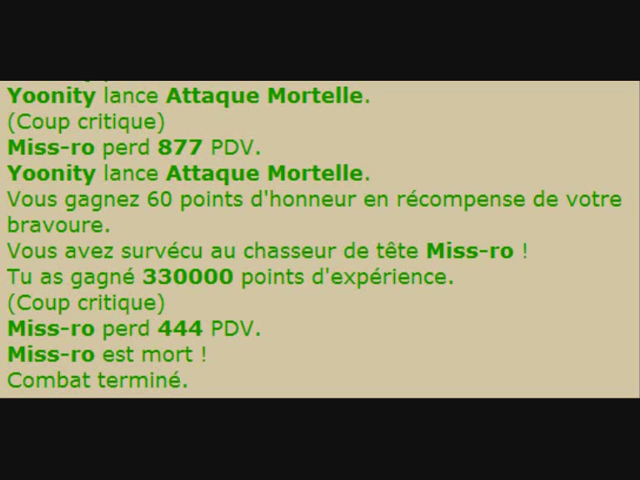 Yoonity lance Attaque Mortelle.
(Coup critique)
Miss-ro perd 877 PDV.
Yoonity lance Attaque Mortelle.
Vous gagnez 60 points d'honneur en récompense de votre
bravoure.
Vous avez survécu au chasseur de tête Miss-ro !
Tu as gagné 330000 points d'expérience.
(Coup critique)
Miss-ro perd 444 PDV.
Miss-ro est mort !
Combat terminé.